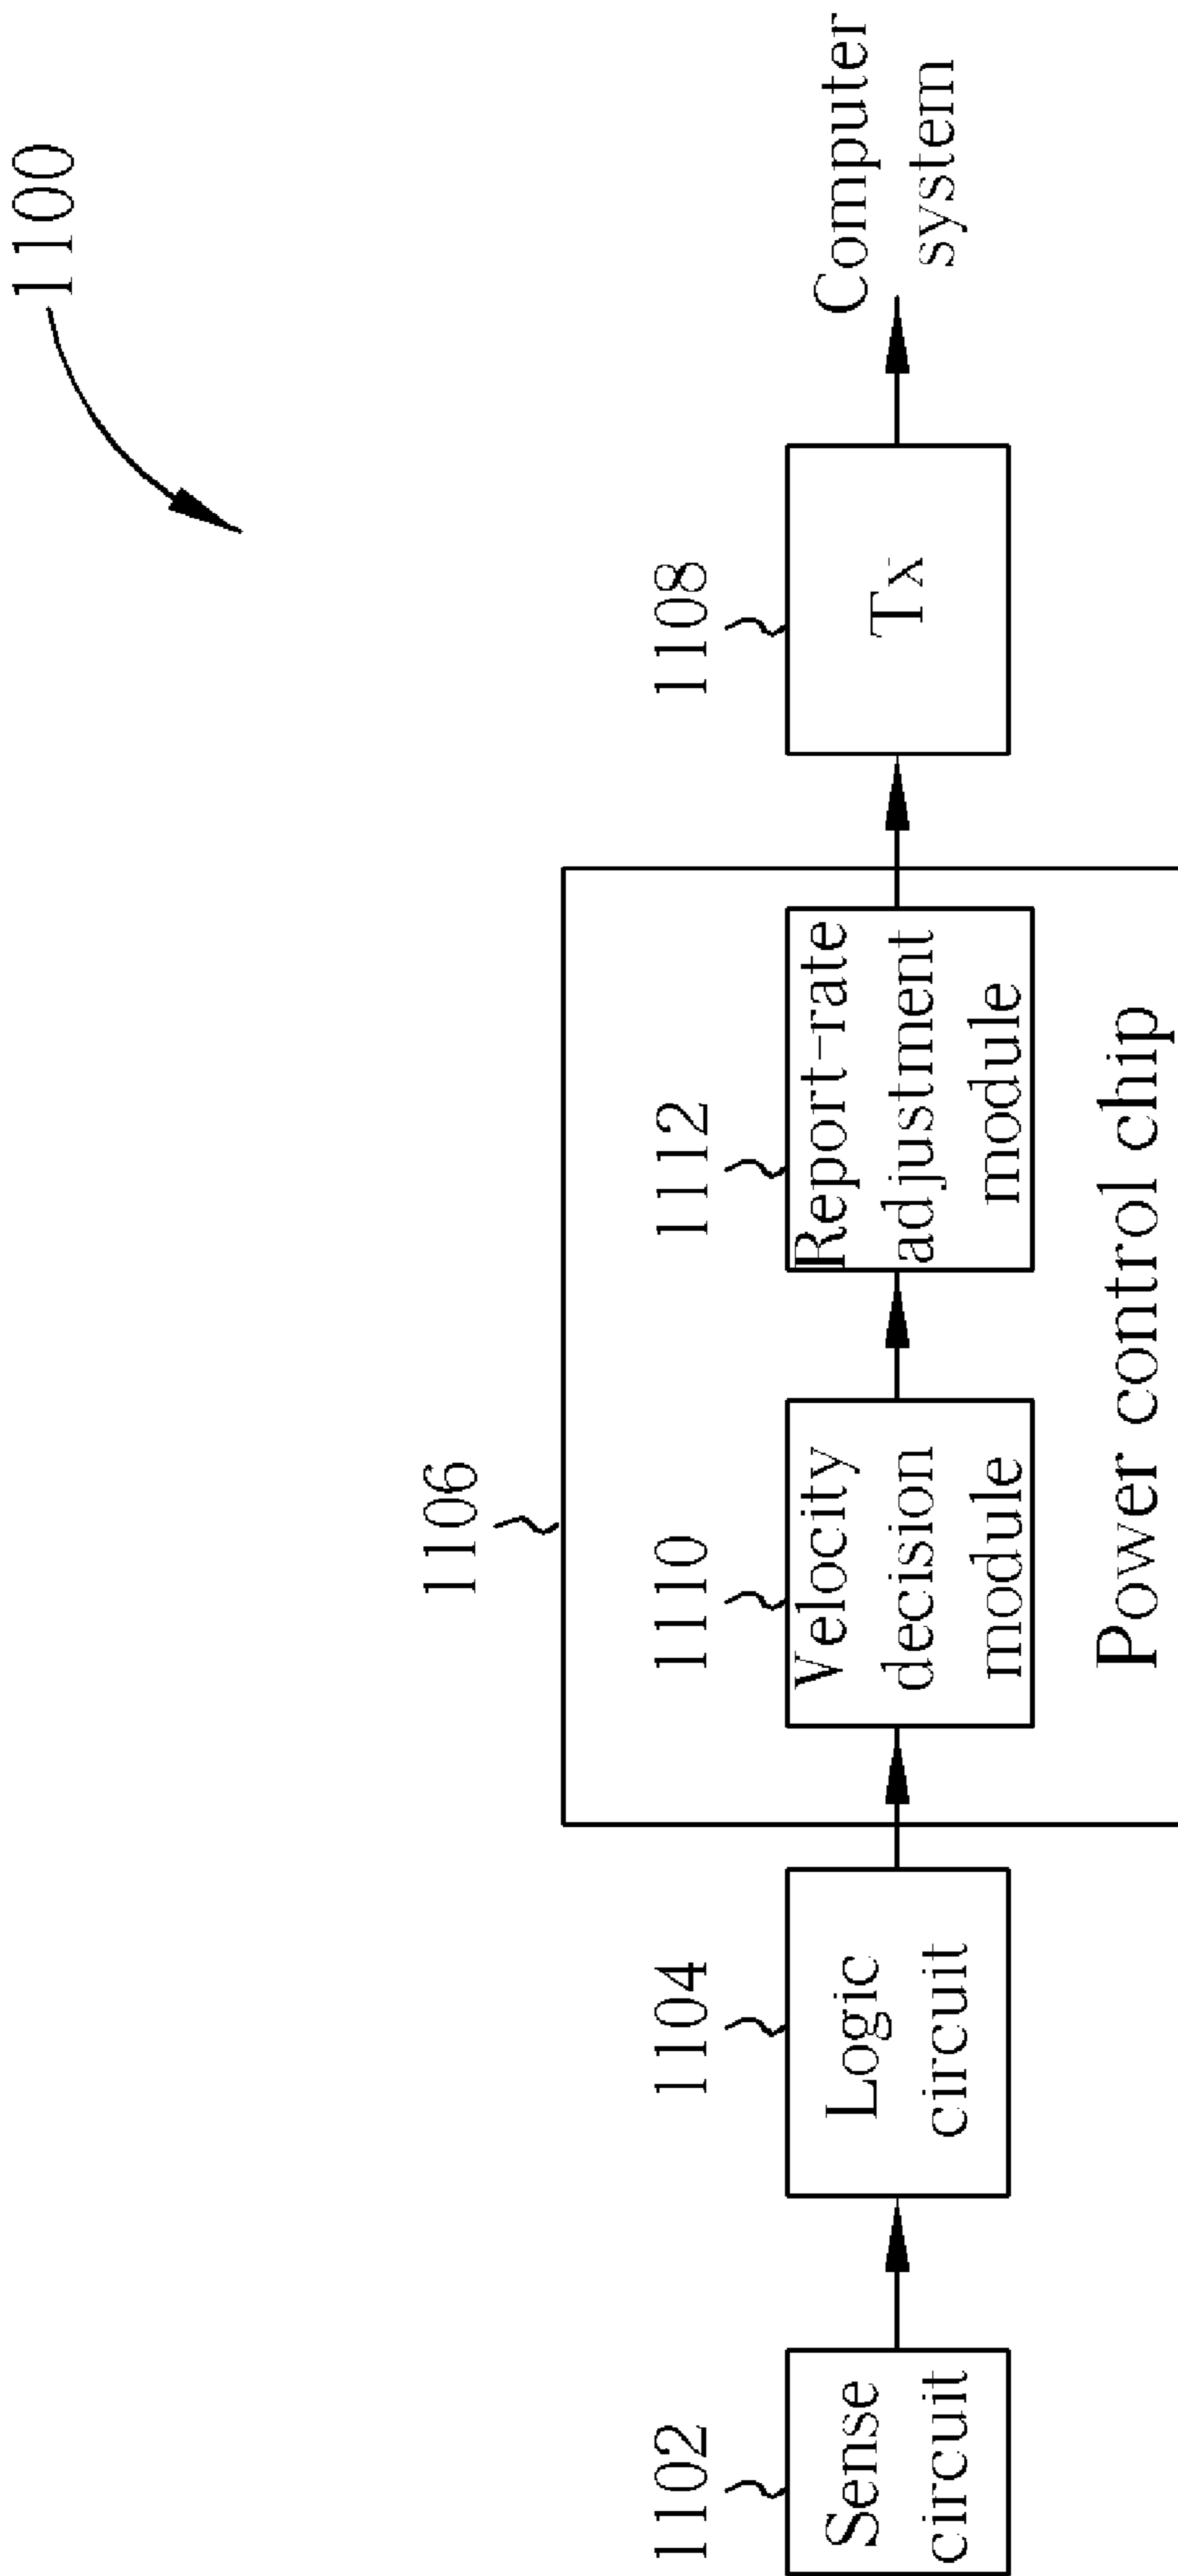 1100
1106
1102
1104
1110
1112
1108
Sense
circuit
Logic
circuit
Velocity
decision
module
Report-rate
adjustment
module
Tx
Computer
system
Power control chip